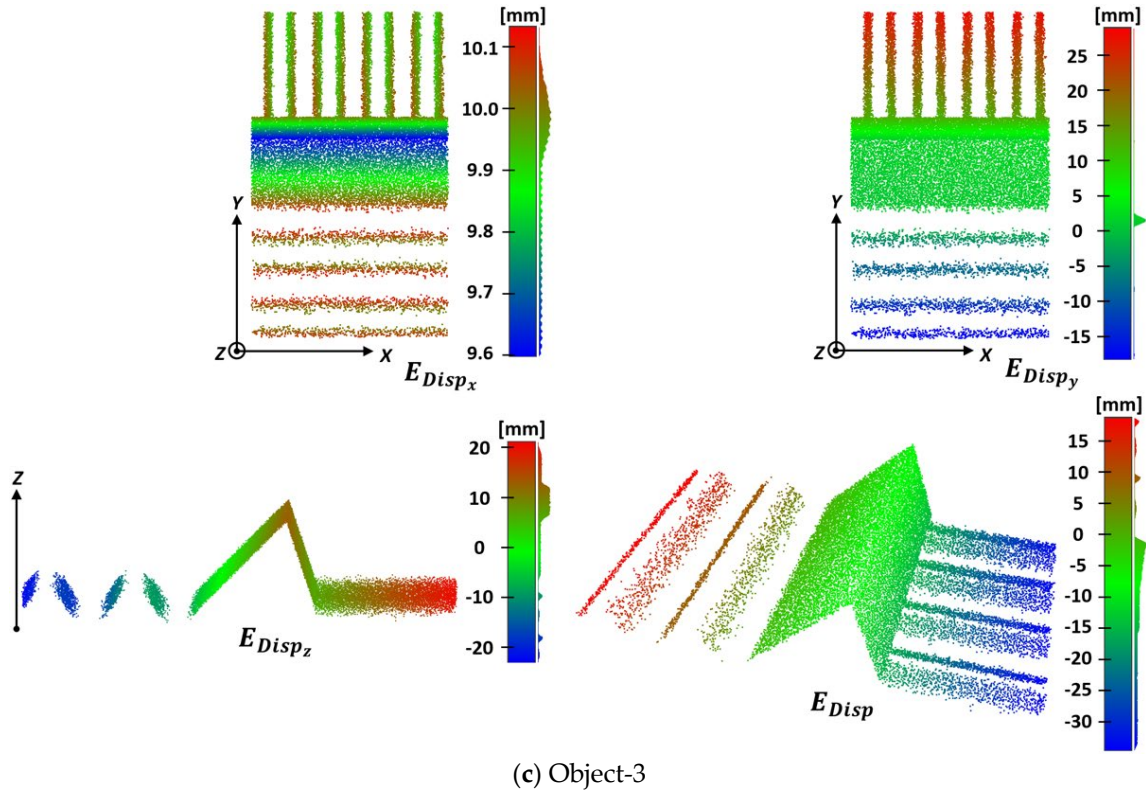 [mm]
10.1
10.0
9.9
9.8
9.7
9.6
Y
Z
X
E_{Disp_x}
[mm]
25
20
15
10
5
0
-5
-10
-15
Y
Z
X
E_{Disp_y}
[mm]
20
10
0
-10
-20
Z
E_{Disp_z}
[mm]
15
10
5
0
-5
-10
-15
-20
-25
-30
E_{Disp}
(c) Object-3